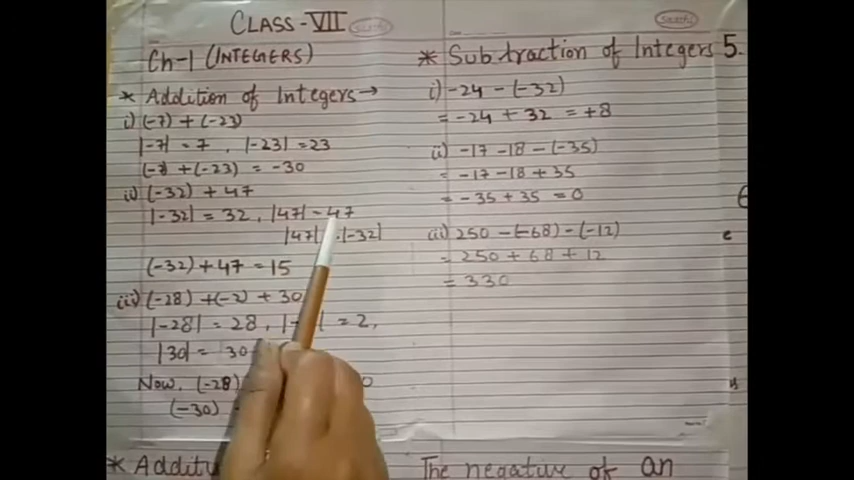 CLASS-VII
Ch-1 (INTEGERS)
* Addition of Integers →
i) (-7) + (-23)
|-7| = 7, |-23| = 23
(-7) + (-23) = -30
ii) (-32) + 47
|-32| = 32, |47| = 47
|47| |-32|
(-32) + 47 = 15
iii) (-28) + (-2) + 30
|-28| = 28, | | = 2,
|30| = 30
Now, (-28)
(-30)
* Subtraction of Integers 5.
i) -24 - (-32)
= -24 + 32 = +8
ii) -17 - 18 - (-35)
= -17 - 18 + 35
= -35 + 35 = 0
iii) 250 - (-68) - (-12)
= 250 + 68 + 12
= 330
The negative of an